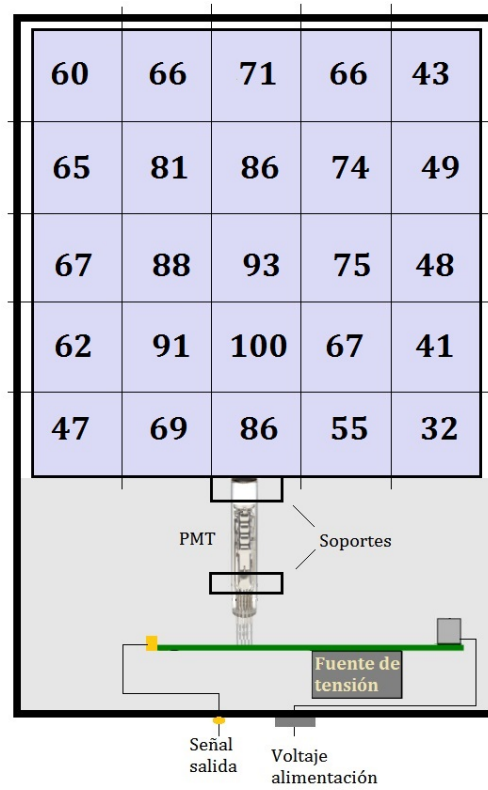 60 66 71 66 43
65 81 86 74 49
67 88 93 75 48
62 91 100 67 41
47 69 86 55 32
PMT
Soportes
Fuente de
tensión
Señal
salida
Voltaje
alimentación